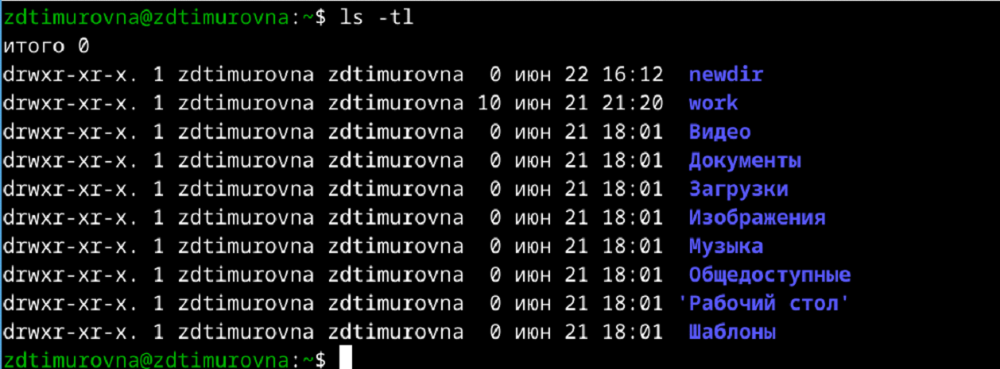 zdtimurovna@zdtimurovna:~$ ls -tl
итого 0
drwxr-xr-x. 1 zdtimurovna zdtimurovna  0 июн 22 16:12  newdir
drwxr-xr-x. 1 zdtimurovna zdtimurovna 10 июн 21 21:20  work
drwxr-xr-x. 1 zdtimurovna zdtimurovna  0 июн 21 18:01  Видео
drwxr-xr-x. 1 zdtimurovna zdtimurovna  0 июн 21 18:01  Документы
drwxr-xr-x. 1 zdtimurovna zdtimurovna  0 июн 21 18:01  Загрузки
drwxr-xr-x. 1 zdtimurovna zdtimurovna  0 июн 21 18:01  Изображения
drwxr-xr-x. 1 zdtimurovna zdtimurovna  0 июн 21 18:01  Музыка
drwxr-xr-x. 1 zdtimurovna zdtimurovna  0 июн 21 18:01  Общедоступные
drwxr-xr-x. 1 zdtimurovna zdtimurovna  0 июн 21 18:01 'Рабочий стол'
drwxr-xr-x. 1 zdtimurovna zdtimurovna  0 июн 21 18:01  Шаблоны
zdtimurovna@zdtimurovna:~$